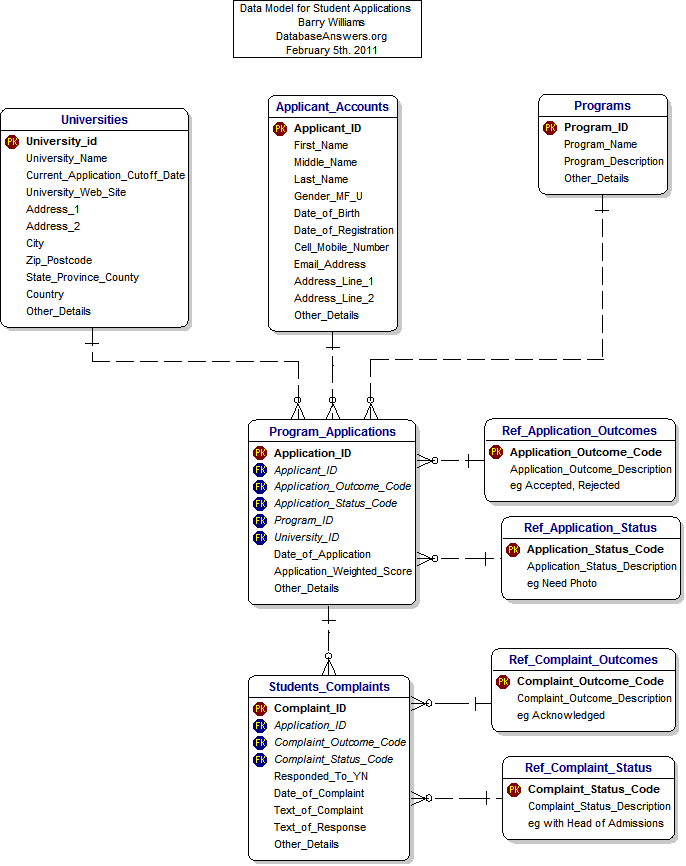 Data Model for Student Applications
Barry Williams
DatabaseAnswers.org
February 5th. 2011
Universities
PK University_id
University_Name
Current_Application_Cutoff_Date
University_Web_Site
Address_1
Address_2
City
Zip_Postcode
State_Province_County
Country
Other_Details
Applicant_Accounts
PK Applicant_ID
First_Name
Middle_Name
Last_Name
Gender_MF_U
Date_of_Birth
Date_of_Registration
Cell_Mobile_Number
Email_Address
Address_Line_1
Address_Line_2
Other_Details
Programs
PK Program_ID
Program_Name
Program_Description
Other_Details
Program_Applications
PK Application_ID
FK Applicant_ID
FK Application_Outcome_Code
FK Application_Status_Code
FK Program_ID
FK University_ID
Date_of_Application
Application_Weighted_Score
Other_Details
Ref_Application_Outcomes
PK Application_Outcome_Code
Application_Outcome_Description
eg Accepted, Rejected
Ref_Application_Status
PK Application_Status_Code
Application_Status_Description
eg Need Photo
Students_Complaints
PK Complaint_ID
FK Application_ID
FK Complaint_Outcome_Code
FK Complaint_Status_Code
Responded_To_YN
Date_of_Complaint
Text_of_Complaint
Text_of_Response
Other_Details
Ref_Complaint_Outcomes
PK Complaint_Outcome_Code
Complaint_Outcome_Description
eg Acknowledged
Ref_Complaint_Status
PK Complaint_Status_Code
Complaint_Status_Description
eg with Head of Admissions